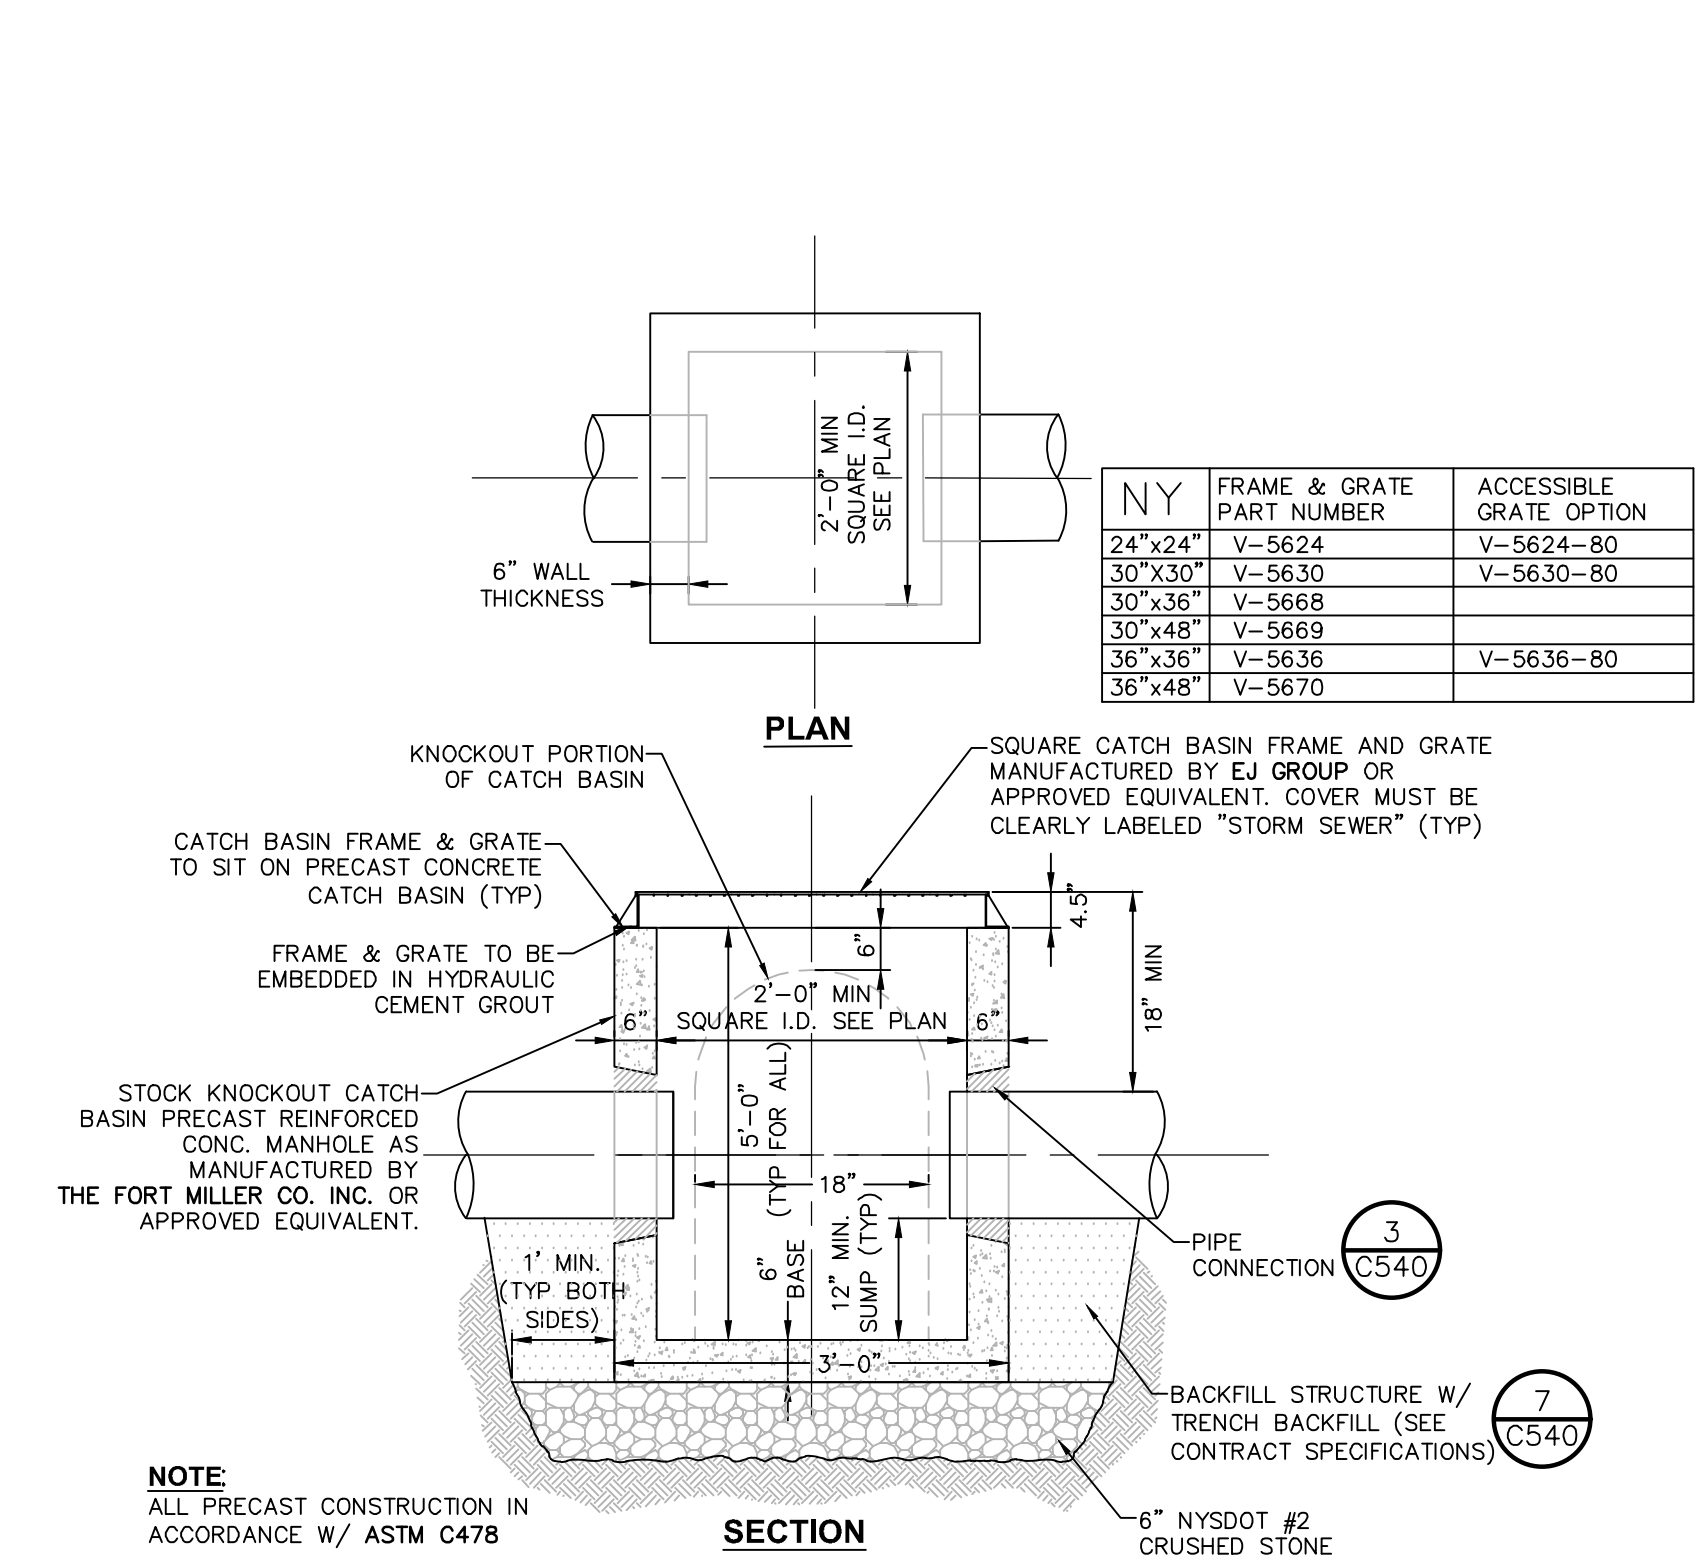 2'-0" MIN
SQUARE I.D.
SEE PLAN
6" WALL
THICKNESS
NY FRAME & GRATE PART NUMBER ACCESSIBLE GRATE OPTION
24"x24" V-5624 V-5624-80
30"X30" V-5630 V-5630-80
30"x36" V-5668
30"x48" V-5669
36"x36" V-5636 V-5636-80
36"x48" V-5670
PLAN
KNOCKOUT PORTION
OF CATCH BASIN
SQUARE CATCH BASIN FRAME AND GRATE
MANUFACTURED BY EJ GROUP OR
APPROVED EQUIVALENT. COVER MUST BE
CLEARLY LABELED "STORM SEWER" (TYP)
CATCH BASIN FRAME & GRATE
TO SIT ON PRECAST CONCRETE
CATCH BASIN (TYP)
FRAME & GRATE TO BE
EMBEDDED IN HYDRAULIC
CEMENT GROUT
4.5"
6"
18" MIN
2'-0" MIN
SQUARE I.D. SEE PLAN
6"
6"
STOCK KNOCKOUT CATCH
BASIN PRECAST REINFORCED
CONC. MANHOLE AS
MANUFACTURED BY
THE FORT MILLER CO. INC. OR
APPROVED EQUIVALENT.
5'-0"
(TYP FOR ALL)
18"
6"
BASE
12" MIN.
SUMP (TYP)
1' MIN.
(TYP BOTH
SIDES)
3'-0"
PIPE
CONNECTION
3
C540
BACKFILL STRUCTURE W/
TRENCH BACKFILL (SEE
CONTRACT SPECIFICATIONS)
7
C540
6" NYSDOT #2
CRUSHED STONE
NOTE:
ALL PRECAST CONSTRUCTION IN
ACCORDANCE W/ ASTM C478
SECTION